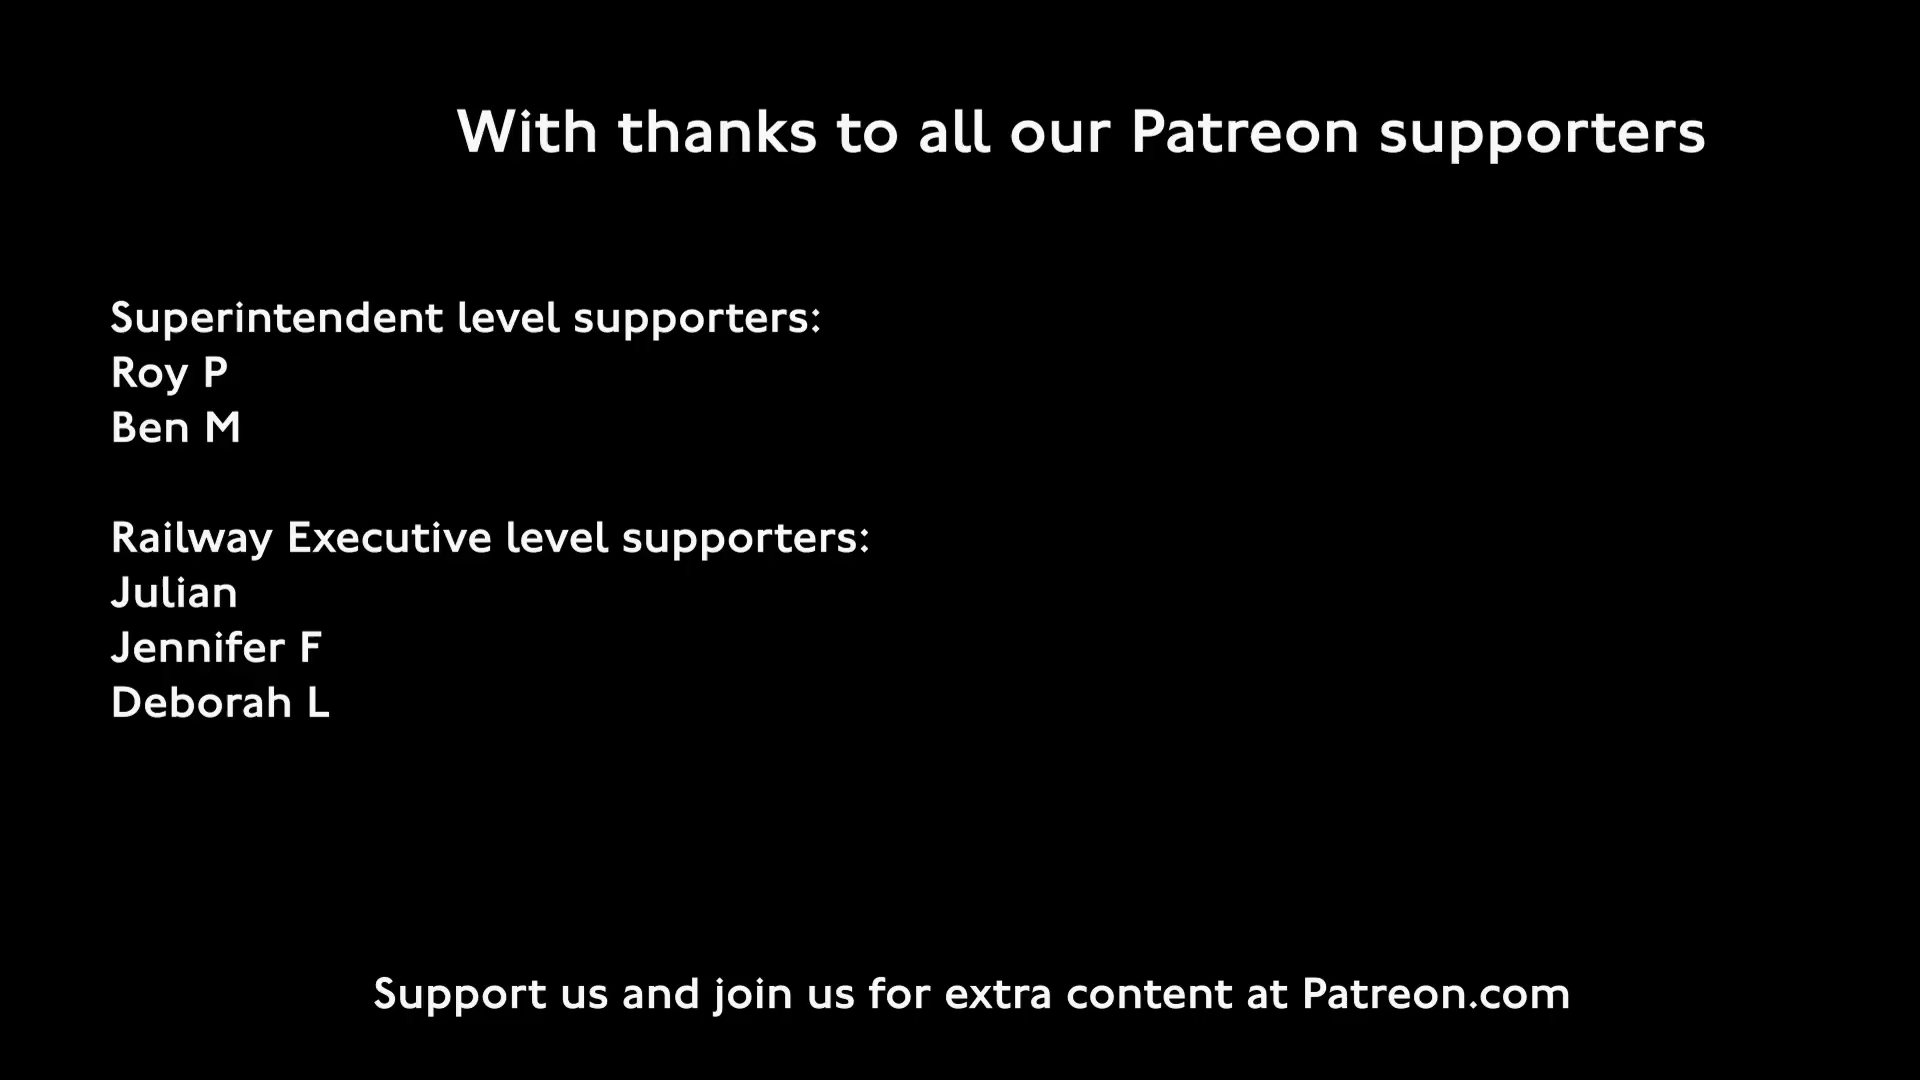 With thanks to all our Patreon supporters
Superintendent level supporters:
Roy P
Ben M
Railway Executive level supporters:
Julian
Jennifer F
Deborah L
Support us and join us for extra content at Patreon.com